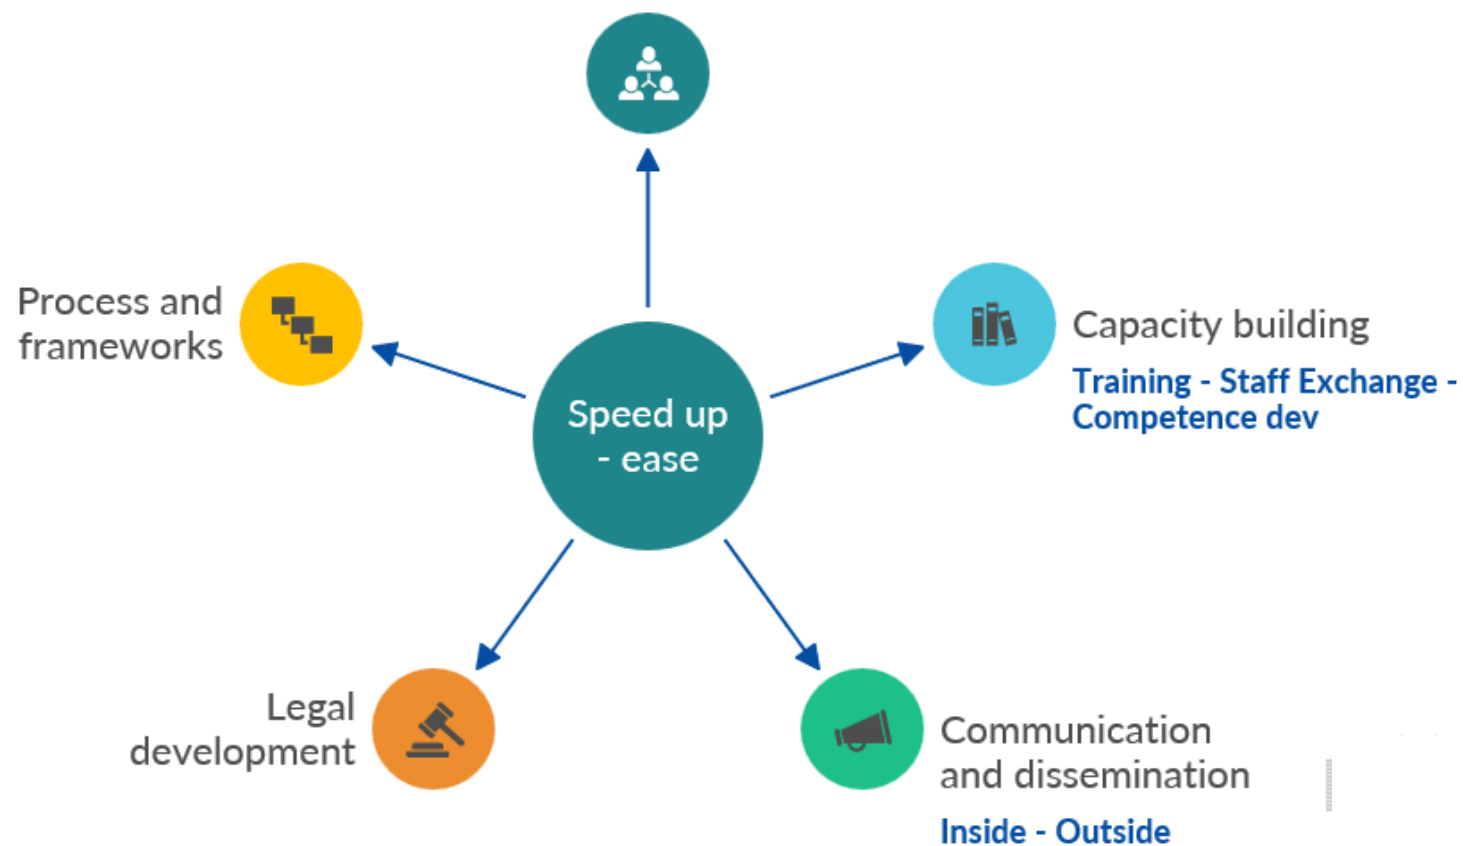 Process and
frameworks
Capacity building
Training - Staff Exchange -
Competence dev
Speed up
- ease
Legal
development
Communication
and dissemination
Inside - Outside